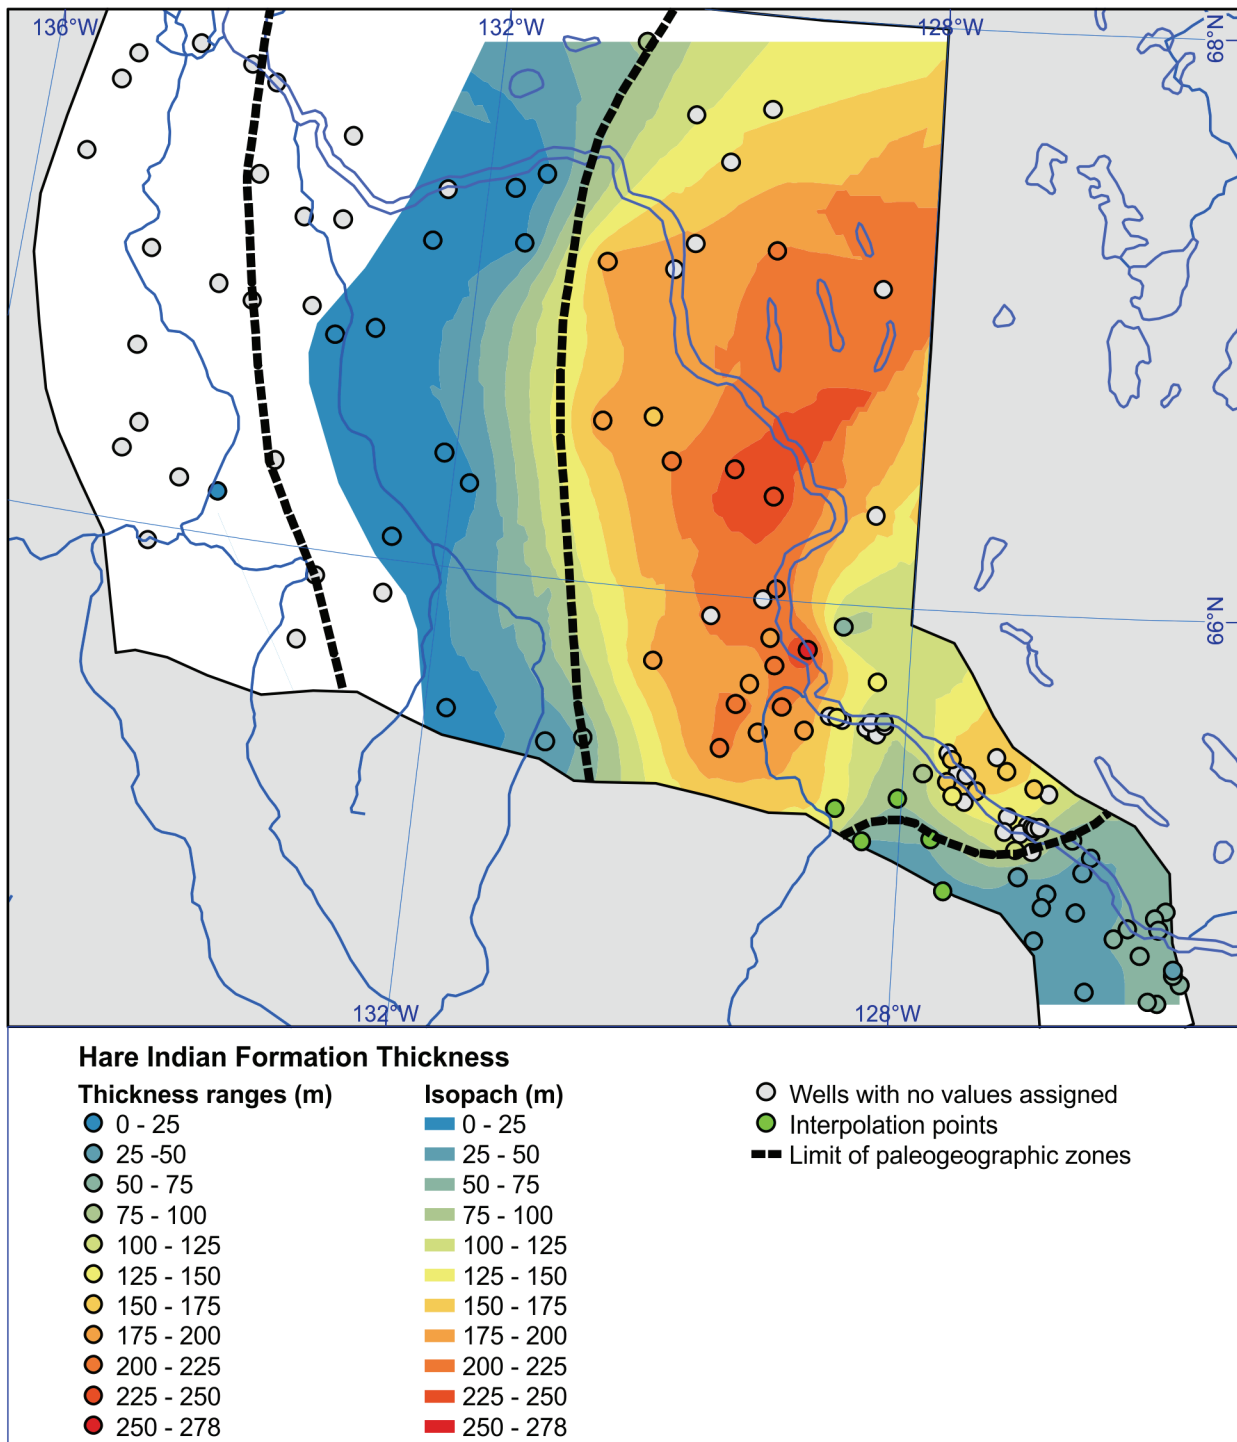 136°W
132°W
128°W
68°N
66°N
132°W
128°W
Hare Indian Formation Thickness
Thickness ranges (m)
0 - 25
25 -50
50 - 75
75 - 100
100 - 125
125 - 150
150 - 175
175 - 200
200 - 225
225 - 250
250 - 278
Isopach (m)
0 - 25
25 - 50
50 - 75
75 - 100
100 - 125
125 - 150
150 - 175
175 - 200
200 - 225
225 - 250
250 - 278
Wells with no values assigned
Interpolation points
Limit of paleogeographic zones